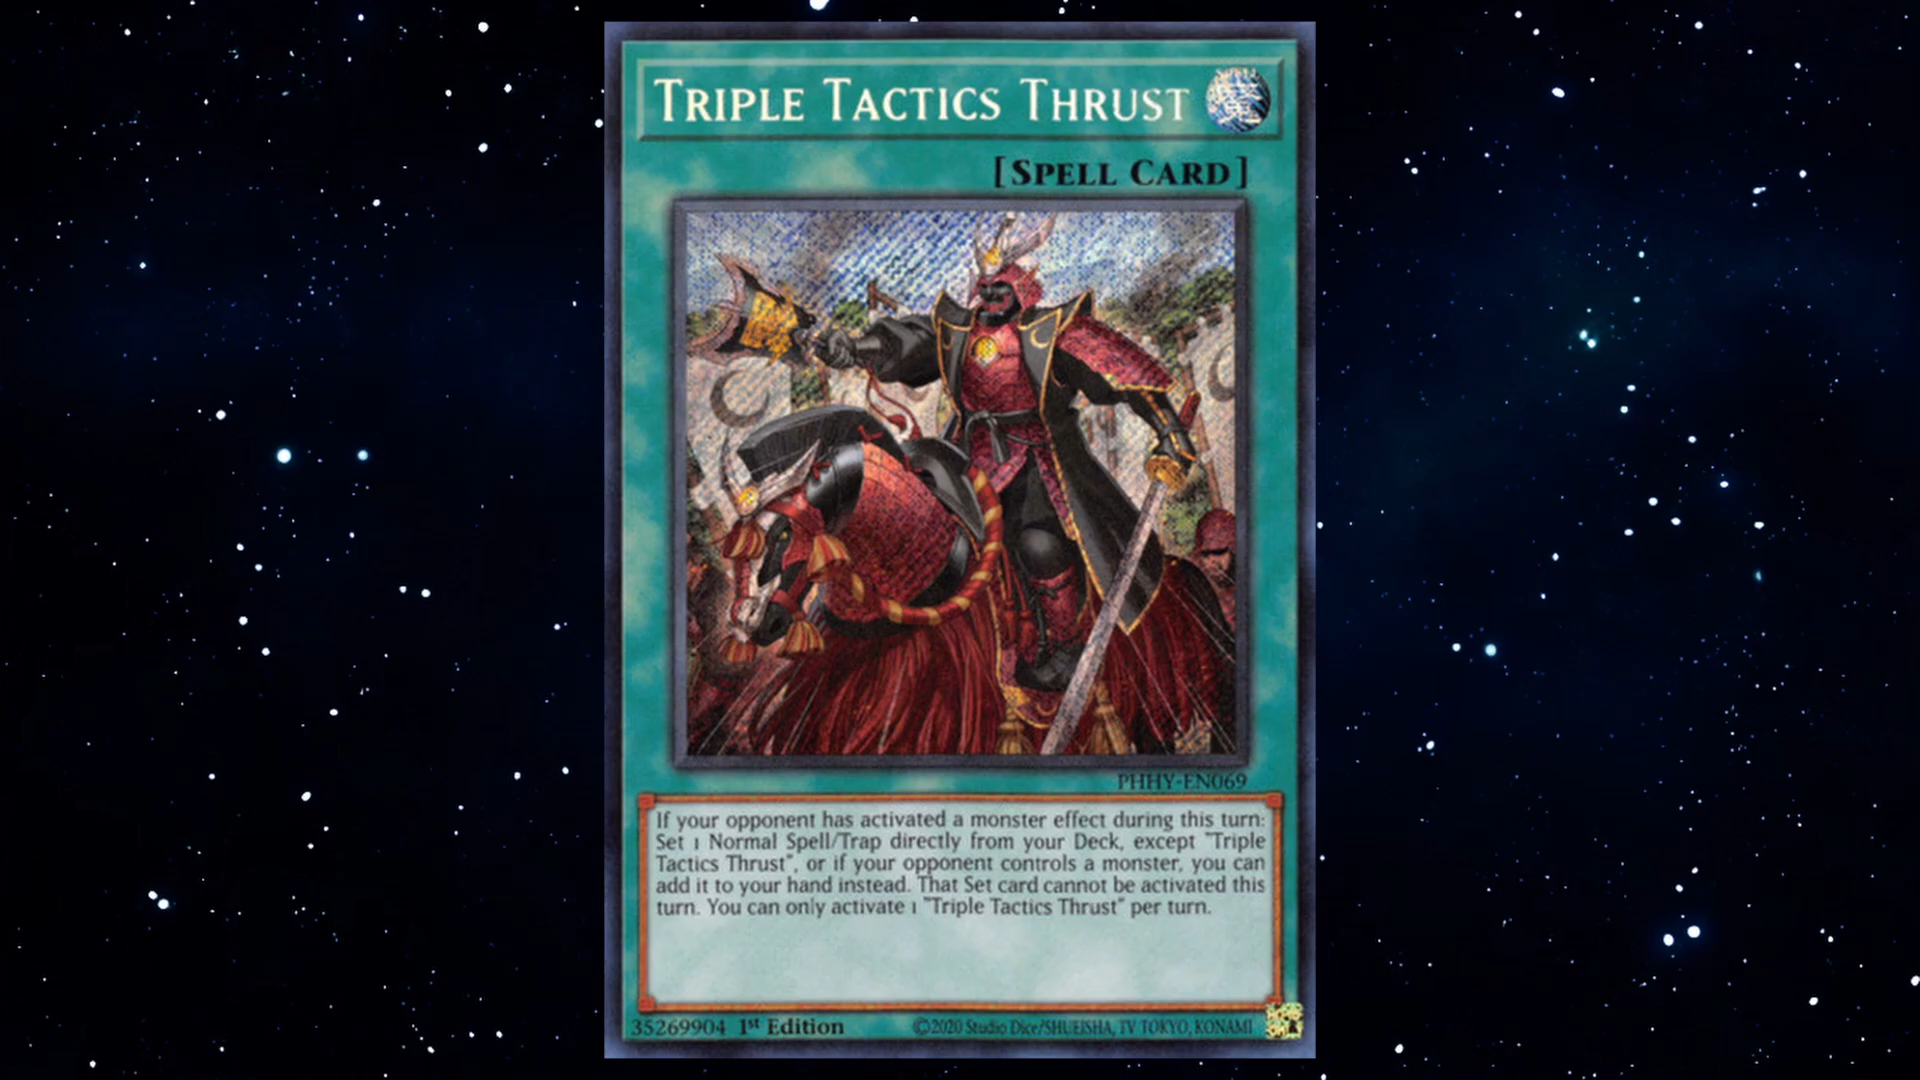 TRIPLE TACTICS THRUST
[SPELL CARD]
PHHY-EN069
If your opponent has activated a monster effect during this turn:
Set 1 Normal Spell/Trap directly from your Deck, except "Triple
Tactics Thrust", or if your opponent controls a monster, you can
add it to your hand instead. That Set card cannot be activated this
turn. You can only activate 1 "Triple Tactics Thrust" per turn.
35269904 1st Edition ©2020 Studio Dice/SHUEISHA, TV TOKYO, KONAMI